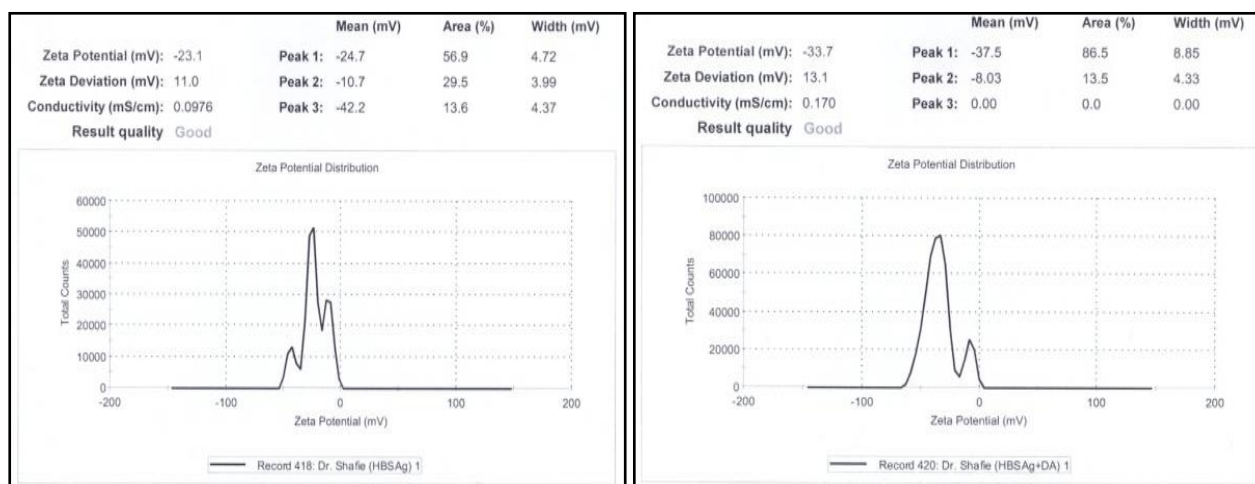 Mean (mV) Area (%) Width (mV)
Zeta Potential (mV): -23.1 Peak 1: -24.7 56.9 4.72
Zeta Deviation (mV): 11.0 Peak 2: -10.7 29.5 3.99
Conductivity (mS/cm): 0.0976 Peak 3: -42.2 13.6 4.37
Result quality Good
Zeta Potential Distribution
60000
50000
40000
30000
20000
10000
0
Total Counts
-200 -100 0 100 200
Zeta Potential (mV)
Record 418: Dr. Shafie (HBSAg) 1
Mean (mV) Area (%) Width (mV)
Zeta Potential (mV): -33.7 Peak 1: -37.5 86.5 8.85
Zeta Deviation (mV): 13.1 Peak 2: -8.03 13.5 4.33
Conductivity (mS/cm): 0.170 Peak 3: 0.00 0.0 0.00
Result quality Good
Zeta Potential Distribution
100000
80000
60000
40000
20000
0
Total Counts
-200 -100 0 100 200
Zeta Potential (mV)
Record 420: Dr. Shafie (HBSAg+DA) 1